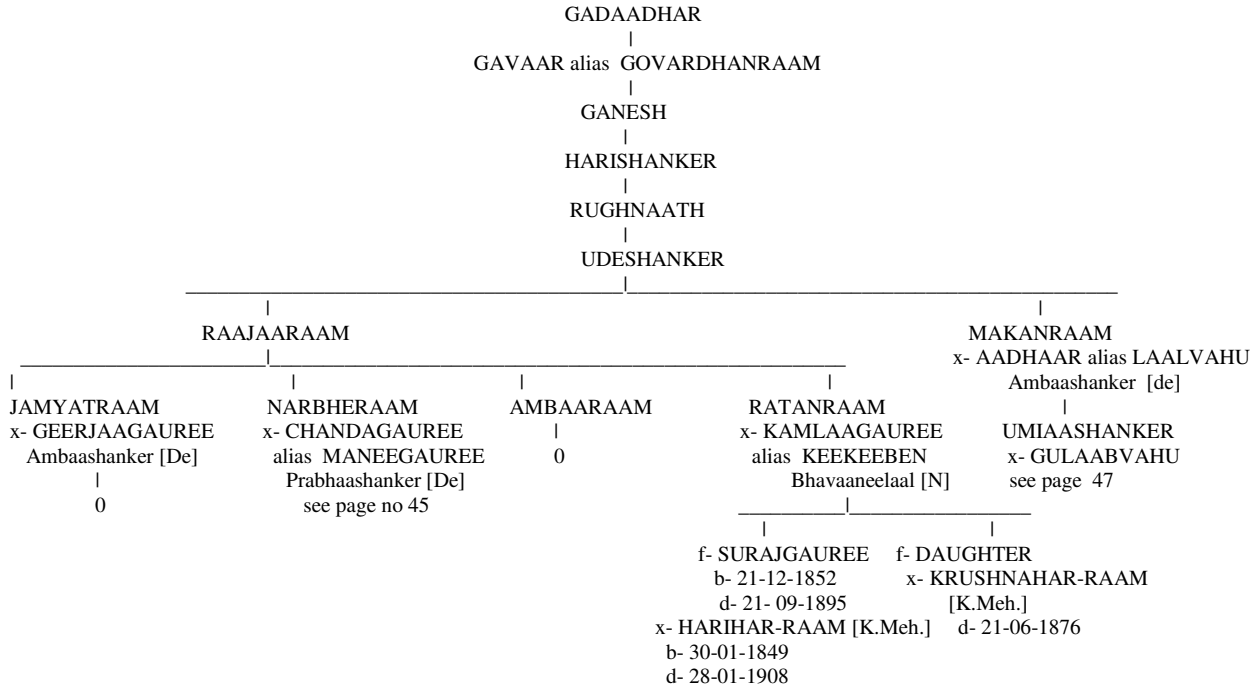 GADAADHAR
|
GAVAAR alias GOVARDHANRAAM
|
GANESH
|
HARISHANKER
|
RUGHNAATH
|
UDESHANKER
|
| |
RAAJAARAAM MAKANRAAM
| x- AADHAAR alias LAALVAHU
Ambaashanker [de]
| | | | |
JAMYATRAAM NARBHERAAM AMBAARAAM RATANRAAM UMIAASHANKER
x- GEERJAAGAUREE x- CHANDAGAUREE | x- KAMLAAGAUREE x- GULAABVAHU
Ambaashanker [De] alias MANEEGAUREE 0 alias KEEKEEBEN see page 47
| Prabhaashanker [De] Bhavaaneelaal [N]
0 see page no 45
|
| |
f- SURAJGAUREE f- DAUGHTER
b- 21-12-1852 x- KRUSHNAHAR-RAAM
d- 21- 09-1895 [K.Meh.]
x- HARIHAR-RAAM [K.Meh.] d- 21-06-1876
b- 30-01-1849
d- 28-01-1908